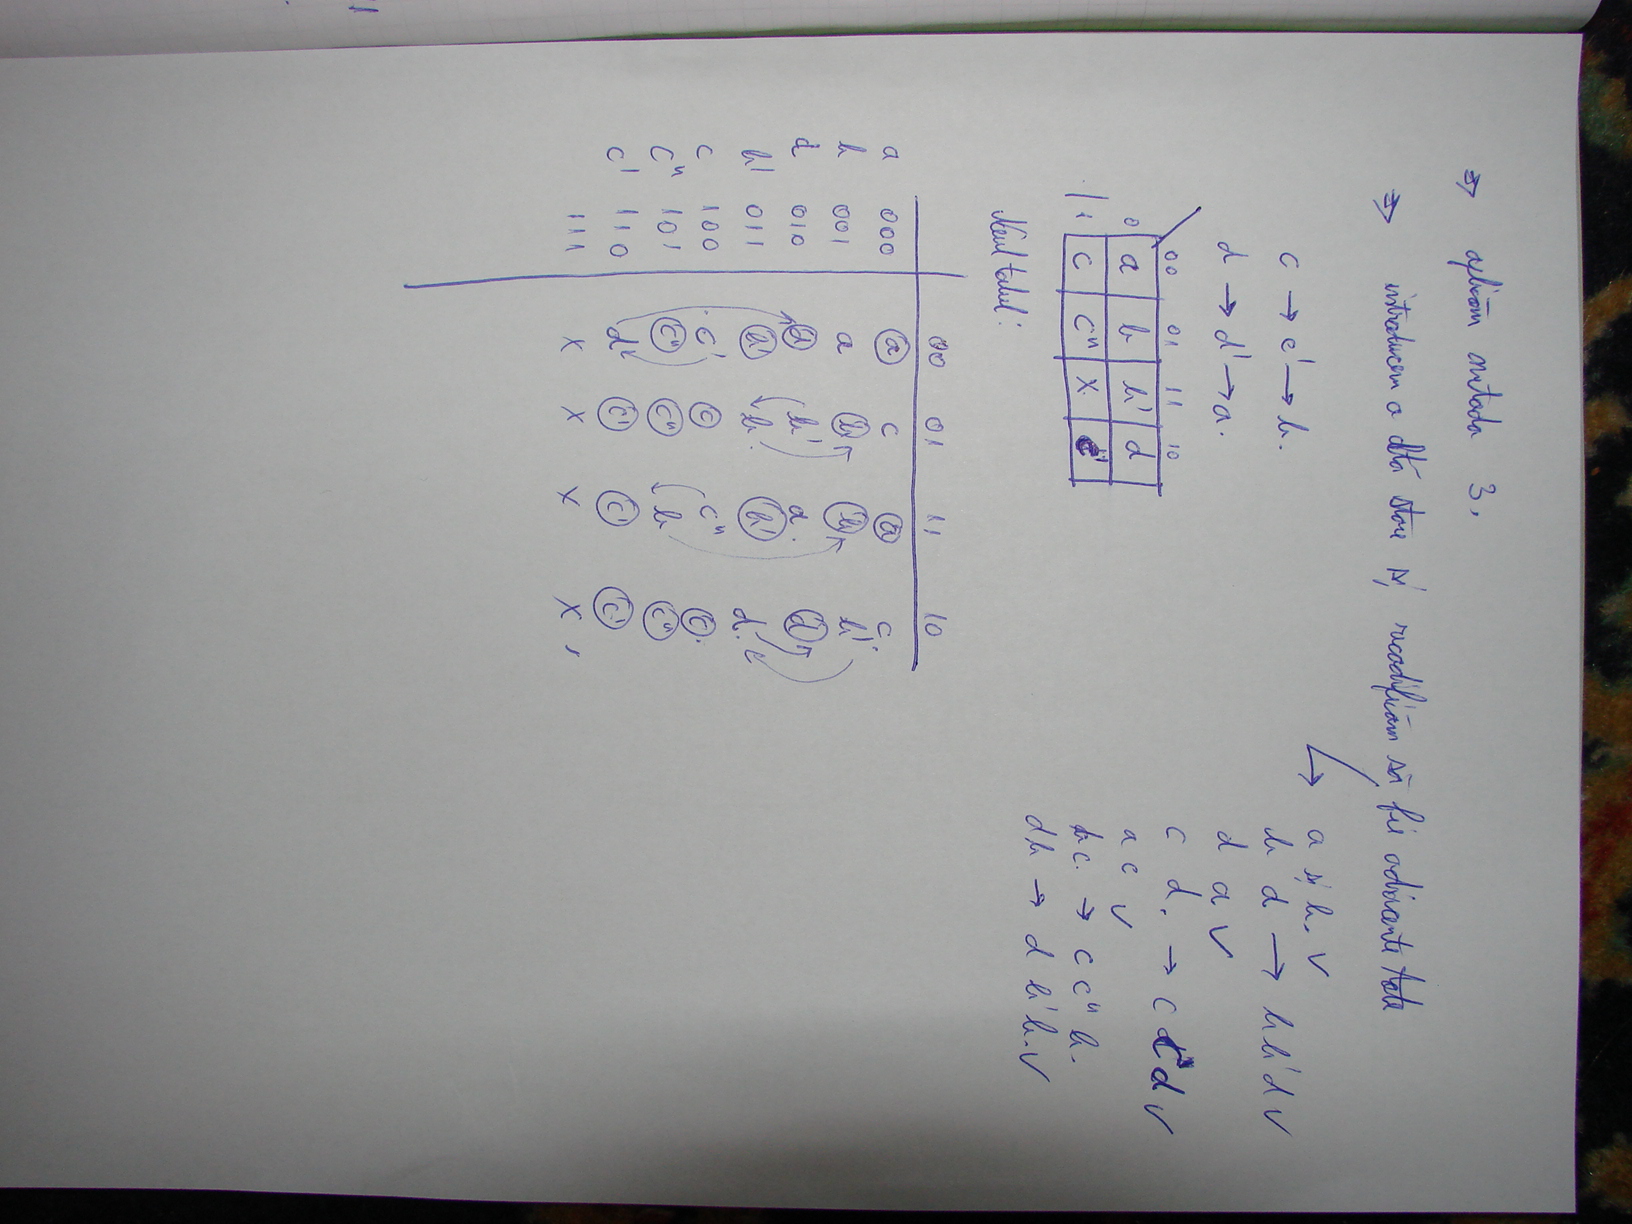 ⇒ aplicăm metoda 3,
⇒ introducem o altă stare și recodificăm să fie adiacente toate
c → c' → b.
d → d' → a.
a și b. √
b d → b b' d √
d a √
c d. → c c' d √
a c √
b c. → c c" b.
d b → d b' b. √
00 01 11 10
0 a b b' d
1 c c" x c'
Noul tabel:
00 01 11 10
a 000 a c a c
b 001 a b b b'
d 010 d b' d. d
b' 011 b' b. b' d.
c 100 c' c c" c.
c" 101 c" c" b c"
c' 110 d c' c' c'
111 x x x x,